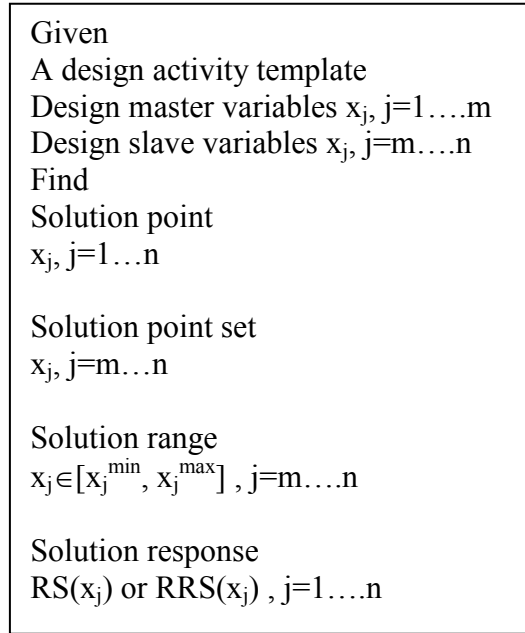 Given
A design activity template
Design master variables xⱼ, j=1….m
Design slave variables xⱼ, j=m….n
Find
Solution point
xⱼ, j=1…n
Solution point set
xⱼ, j=m…n
Solution range
xⱼ∈[xⱼᵐⁱⁿ, xⱼᵐᵃˣ] , j=m….n
Solution response
RS(xⱼ) or RRS(xⱼ) , j=1….n